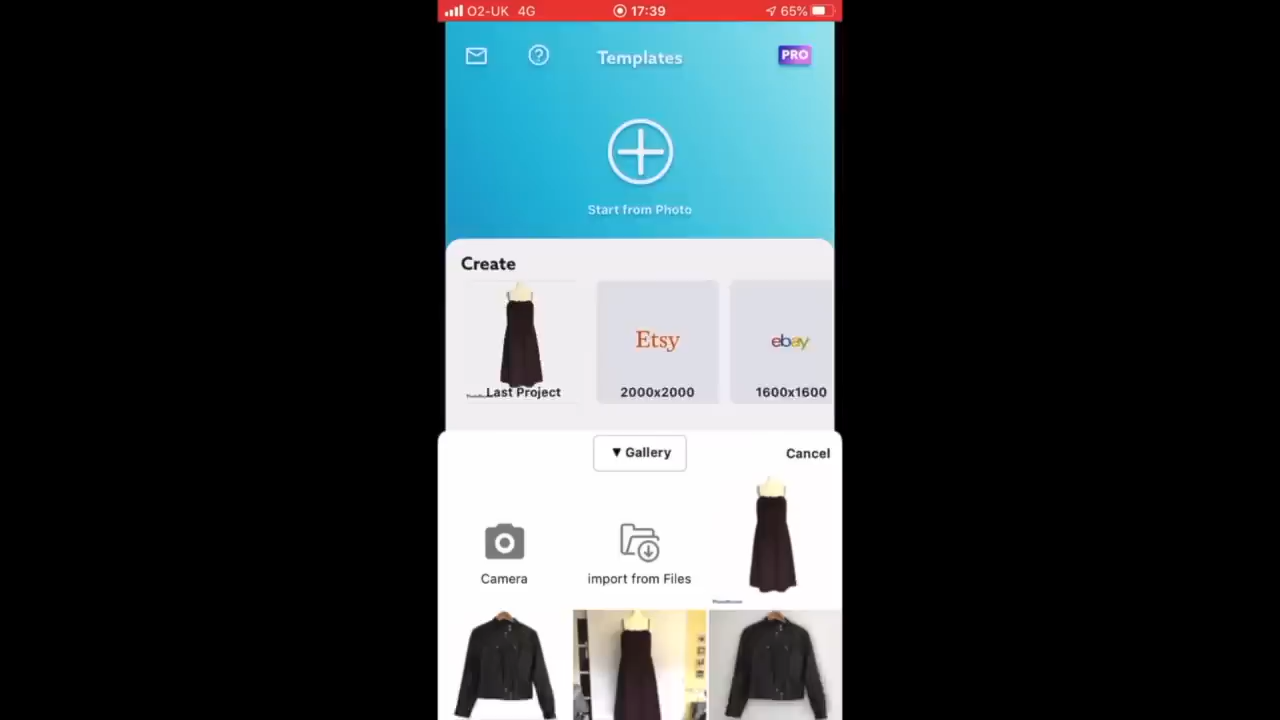 O2-UK 4G 17:39 65%
Templates PRO
Start from Photo
Create
Etsy ebay
Last Project 2000x2000 1600x1600
▼ Gallery Cancel
Camera import from Files